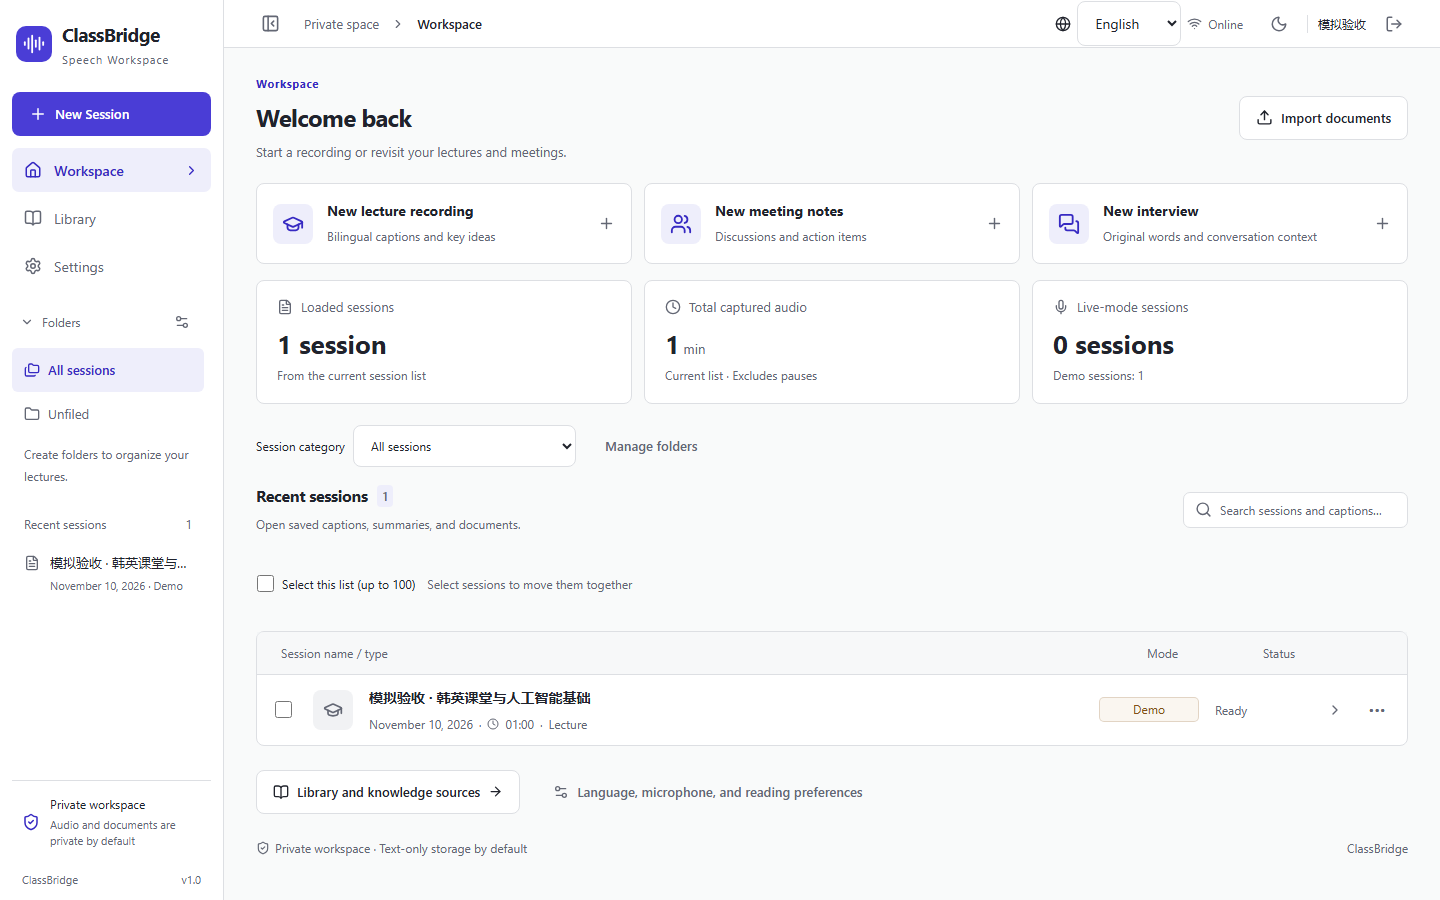 ClassBridge
Speech Workspace
New Session
Workspace
Library
Settings
Folders
All sessions
Unfiled
Create folders to organize your
lectures.
Recent sessions 1
模拟验收 · 韩英课堂与...
November 10, 2026 · Demo
Private workspace
Audio and documents are
private by default
ClassBridge v1.0
Private space > Workspace
English
Online
模拟验收
Workspace
Welcome back
Start a recording or revisit your lectures and meetings.
Import documents
New lecture recording
Bilingual captions and key ideas
New meeting notes
Discussions and action items
New interview
Original words and conversation context
Loaded sessions
1 session
From the current session list
Total captured audio
1 min
Current list · Excludes pauses
Live-mode sessions
0 sessions
Demo sessions: 1
Session category
All sessions
Manage folders
Recent sessions 1
Open saved captions, summaries, and documents.
Search sessions and captions...
Select this list (up to 100) Select sessions to move them together
Session name / type Mode Status
模拟验收 · 韩英课堂与人工智能基础
November 10, 2026 · 01:00 · Lecture
Demo
Ready
Library and knowledge sources
Language, microphone, and reading preferences
Private workspace · Text-only storage by default
ClassBridge